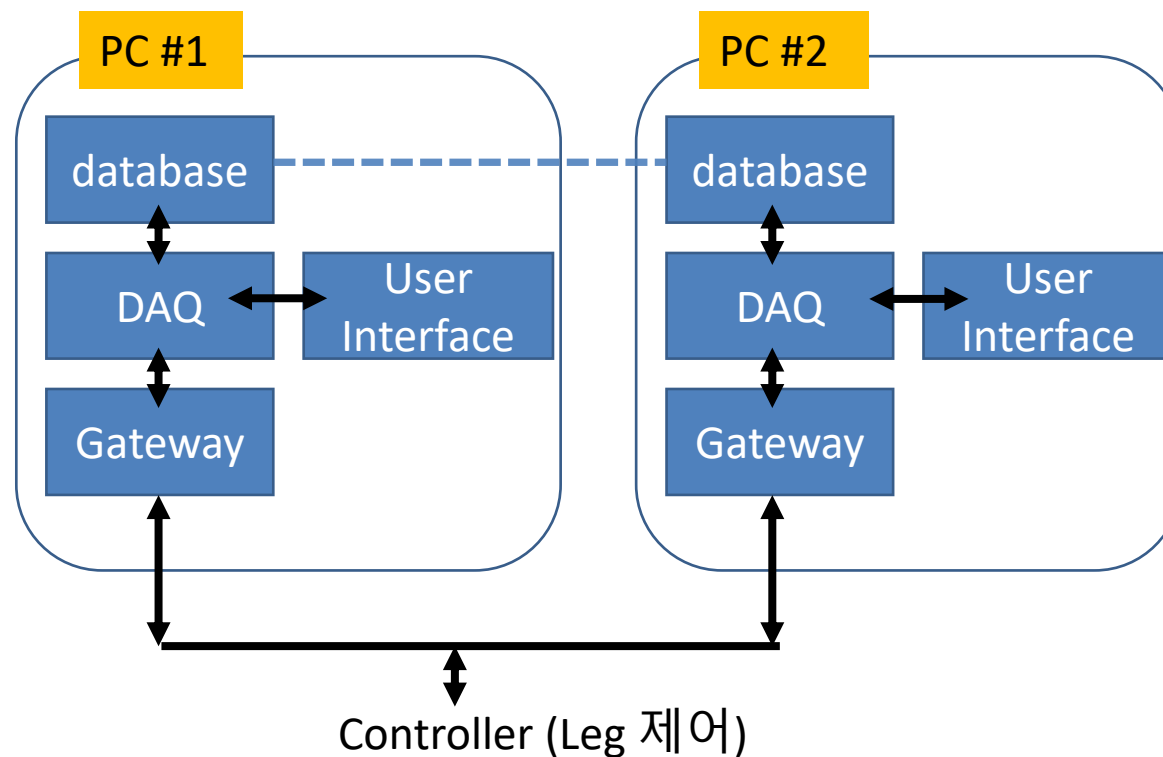 PC #1
database
DAQ
User
Interface
Gateway
PC #2
database
DAQ
User
Interface
Gateway
Controller (Leg 제어)